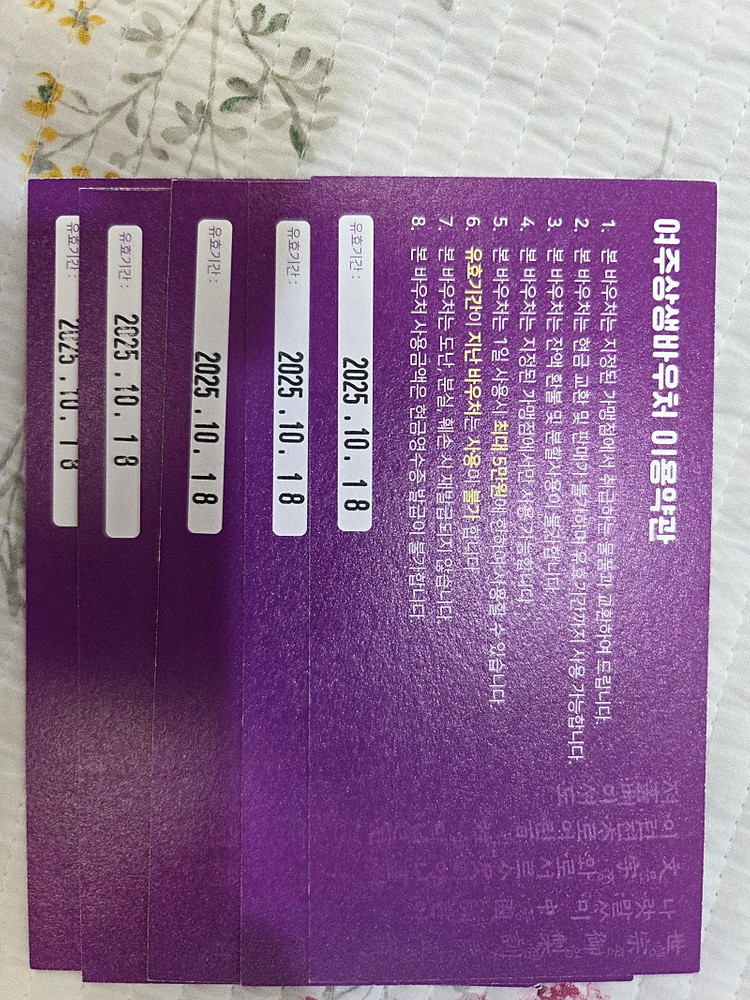 여주상생바우처 이용약관
1. 본 바우처는 지정된 가맹점에서 취급하는 물품과 교환하여 드립니다.
2. 본 바우처는 현금 교환 및 판매가 불가하며 유효기간까지 사용 가능합니다.
3. 본 바우처는 잔액 환불 및 분할사용이 불가합니다.
4. 본 바우처는 지정된 가맹점에서만 사용 가능합니다.
5. 본 바우처는 1일 사용시 최대 5만원에 한하여 사용할 수 있습니다.
6. 유효기간이 지난 바우처는 사용이 불가합니다.
7. 본 바우처는 도난, 분실, 훼손 시 재발급되지 않습니다.
8. 본 바우처 사용금액은 현금영수증 발급이 불가합니다.
유효기간 : 2025.10.18
유효기간 : 2025.10.18
유효기간 : 2025.10.18
유효기간 : 2025.10.18
유효기간 : 2025.10.18